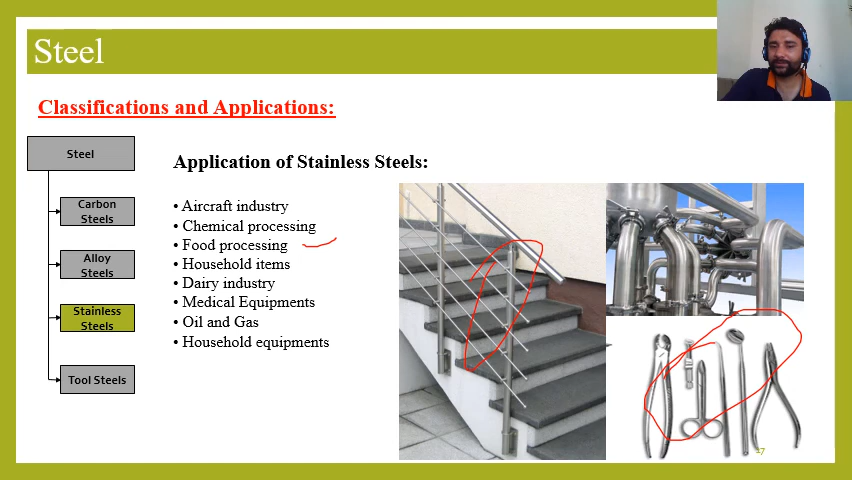 Steel
Classifications and Applications:
Steel
Carbon
Steels
Alloy
Steels
Stainless
Steels
Tool Steels
Application of Stainless Steels:
• Aircraft industry
• Chemical processing
• Food processing
• Household items
• Dairy industry
• Medical Equipments
• Oil and Gas
• Household equipments